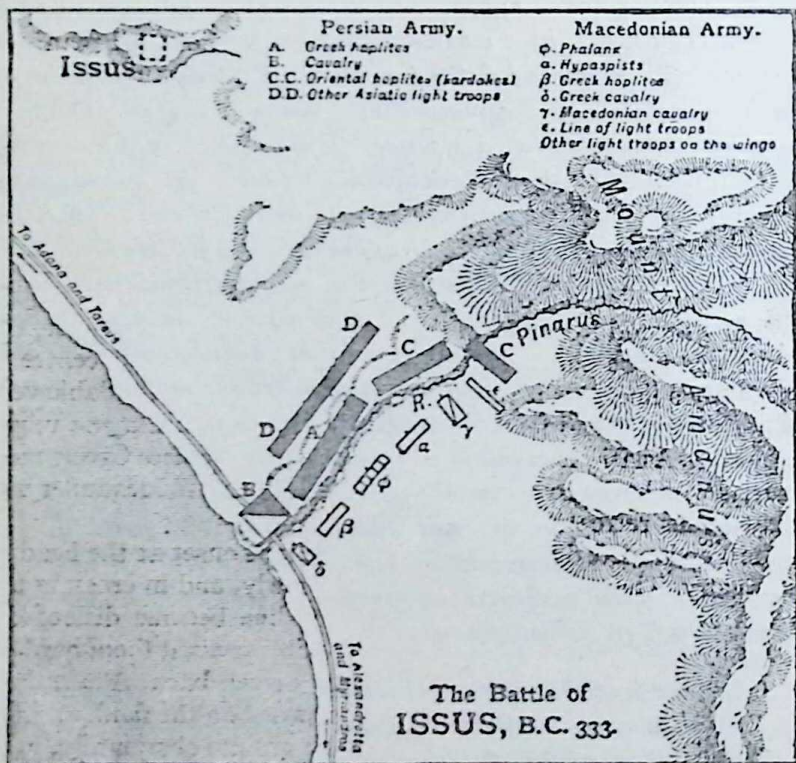 Persian Army.
A. Greek hoplites
B. Cavalry
C.C. Oriental hoplites (kardakes)
D.D. Other Asiatic light troops
Macedonian Army.
φ. Phalanx
α. Hypaspists
β. Greek hoplites
δ. Greek cavalry
γ. Macedonian cavalry
ε. Line of light troops
Other light troops on the wings
Issus
Mount
Amanus
To Adana and Tarsus
Pinarus
R.
D
D
C
C
A
B
ε
γ
α
φ
β
δ
To Alexandretta
and Myriandros
The Battle of
ISSUS, B.C. 333.